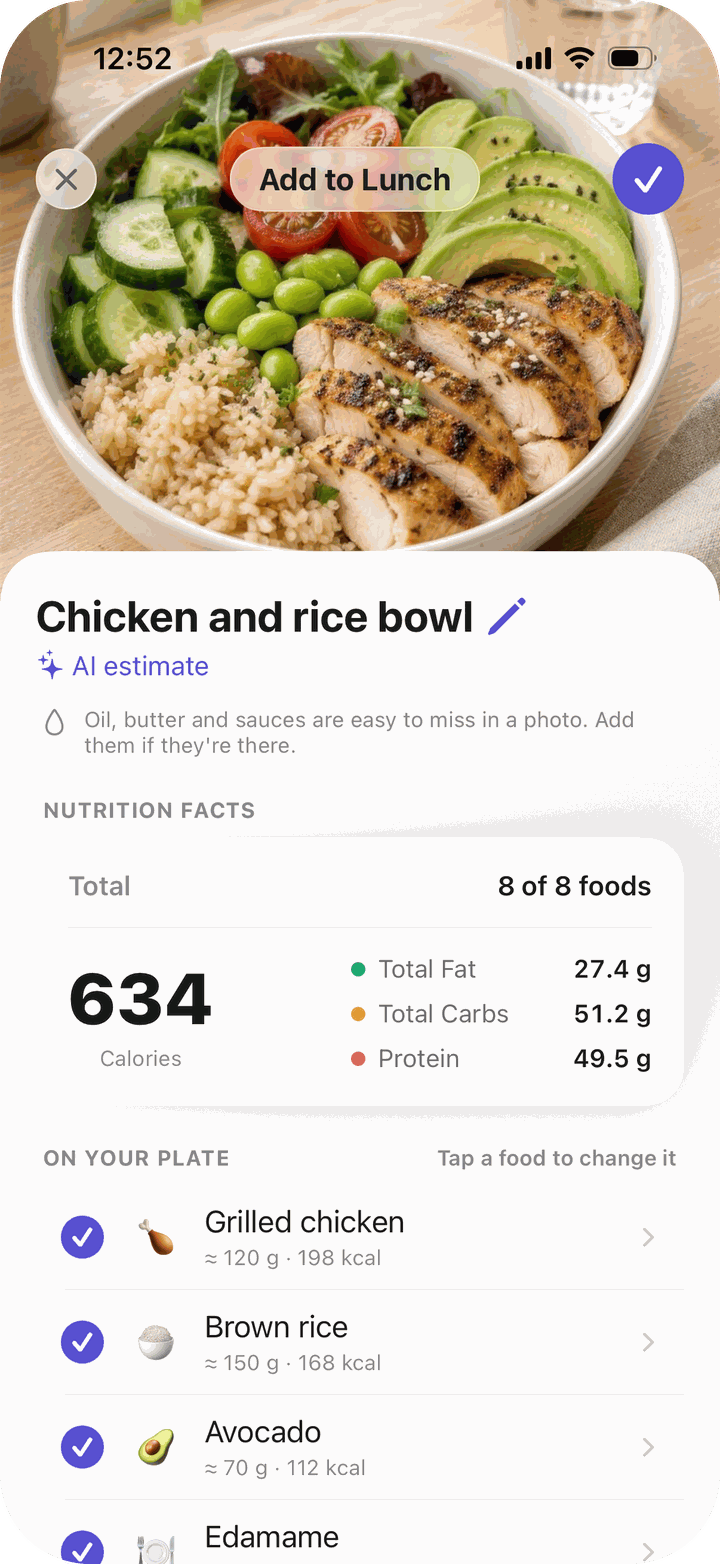 12:52
Add to Lunch
Chicken and rice bowl
AI estimate
Oil, butter and sauces are easy to miss in a photo. Add
them if they're there.
NUTRITION FACTS
Total 8 of 8 foods
634
Calories
Total Fat 27.4 g
Total Carbs 51.2 g
Protein 49.5 g
ON YOUR PLATE Tap a food to change it
Grilled chicken
≈ 120 g · 198 kcal
Brown rice
≈ 150 g · 168 kcal
Avocado
≈ 70 g · 112 kcal
Edamame